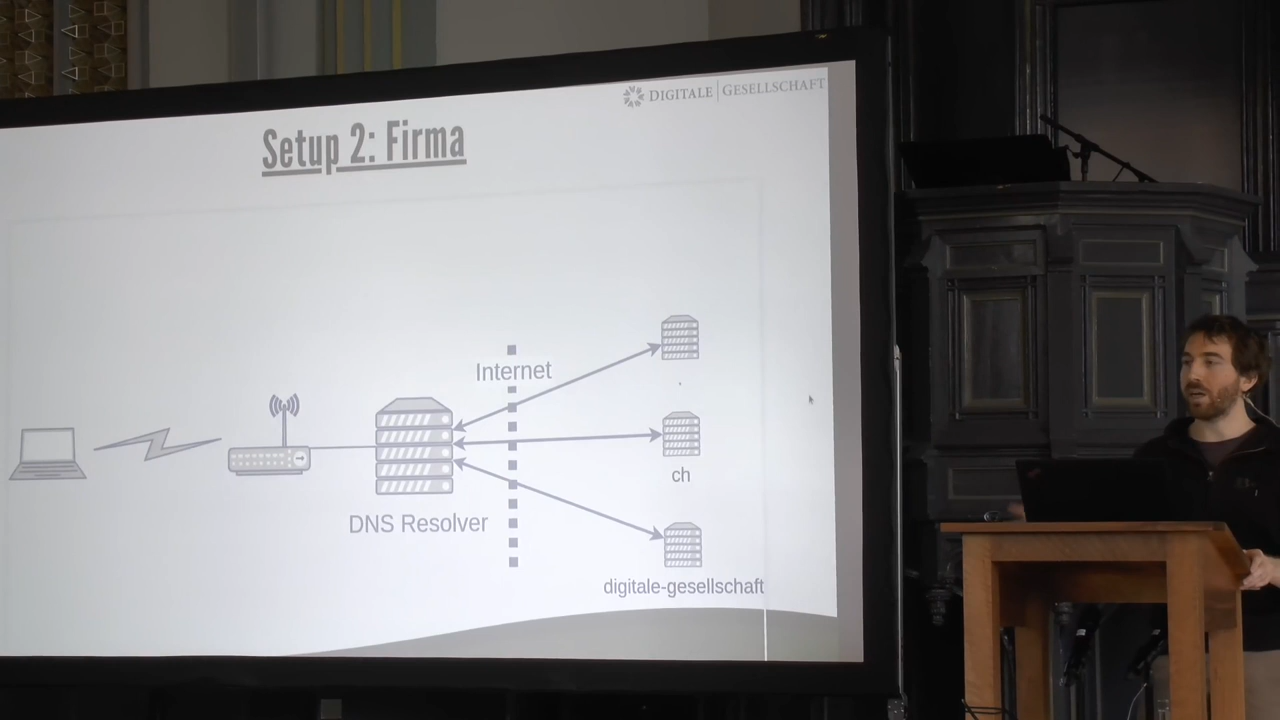 DIGITALE | GESELLSCHAFT
Setup 2: Firma
Internet
.
ch
DNS Resolver
digitale-gesellschaft